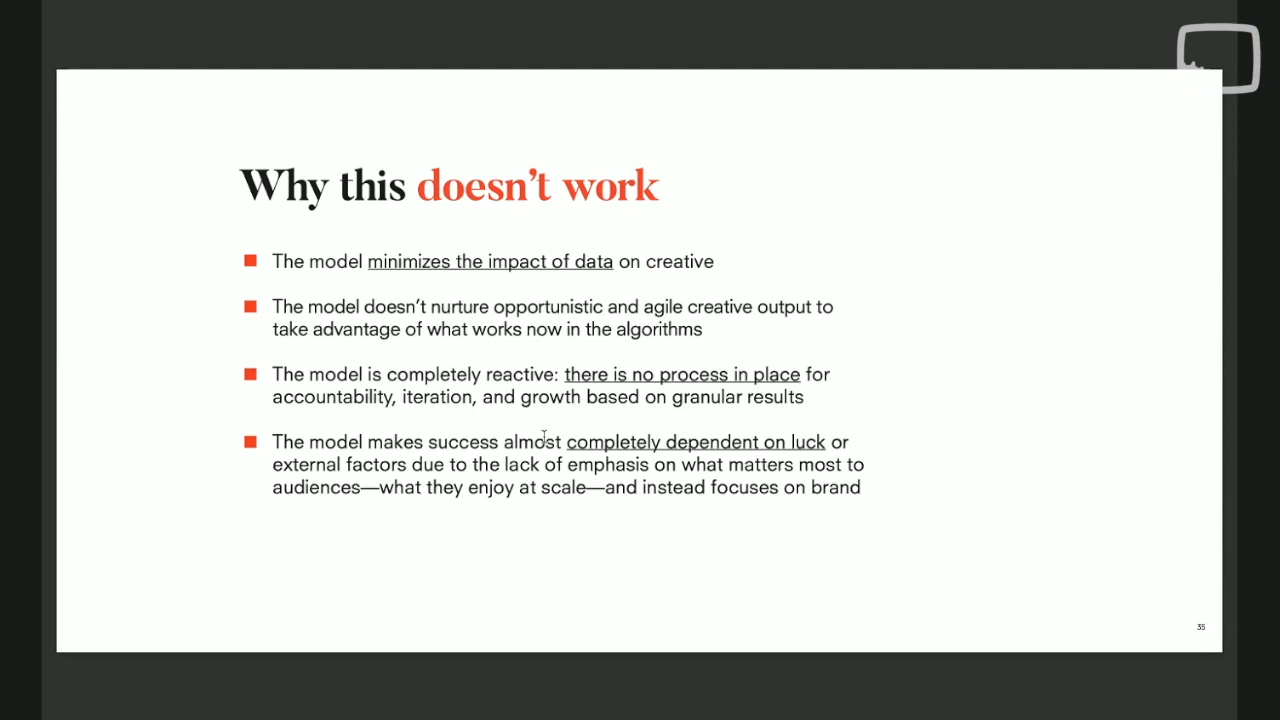 Why this doesn't work
The model minimizes the impact of data on creative
The model doesn't nurture opportunistic and agile creative output to
take advantage of what works now in the algorithms
The model is completely reactive: there is no process in place for
accountability, iteration, and growth based on granular results
The model makes success almost completely dependent on luck or
external factors due to the lack of emphasis on what matters most to
audiences—what they enjoy at scale—and instead focuses on brand
35